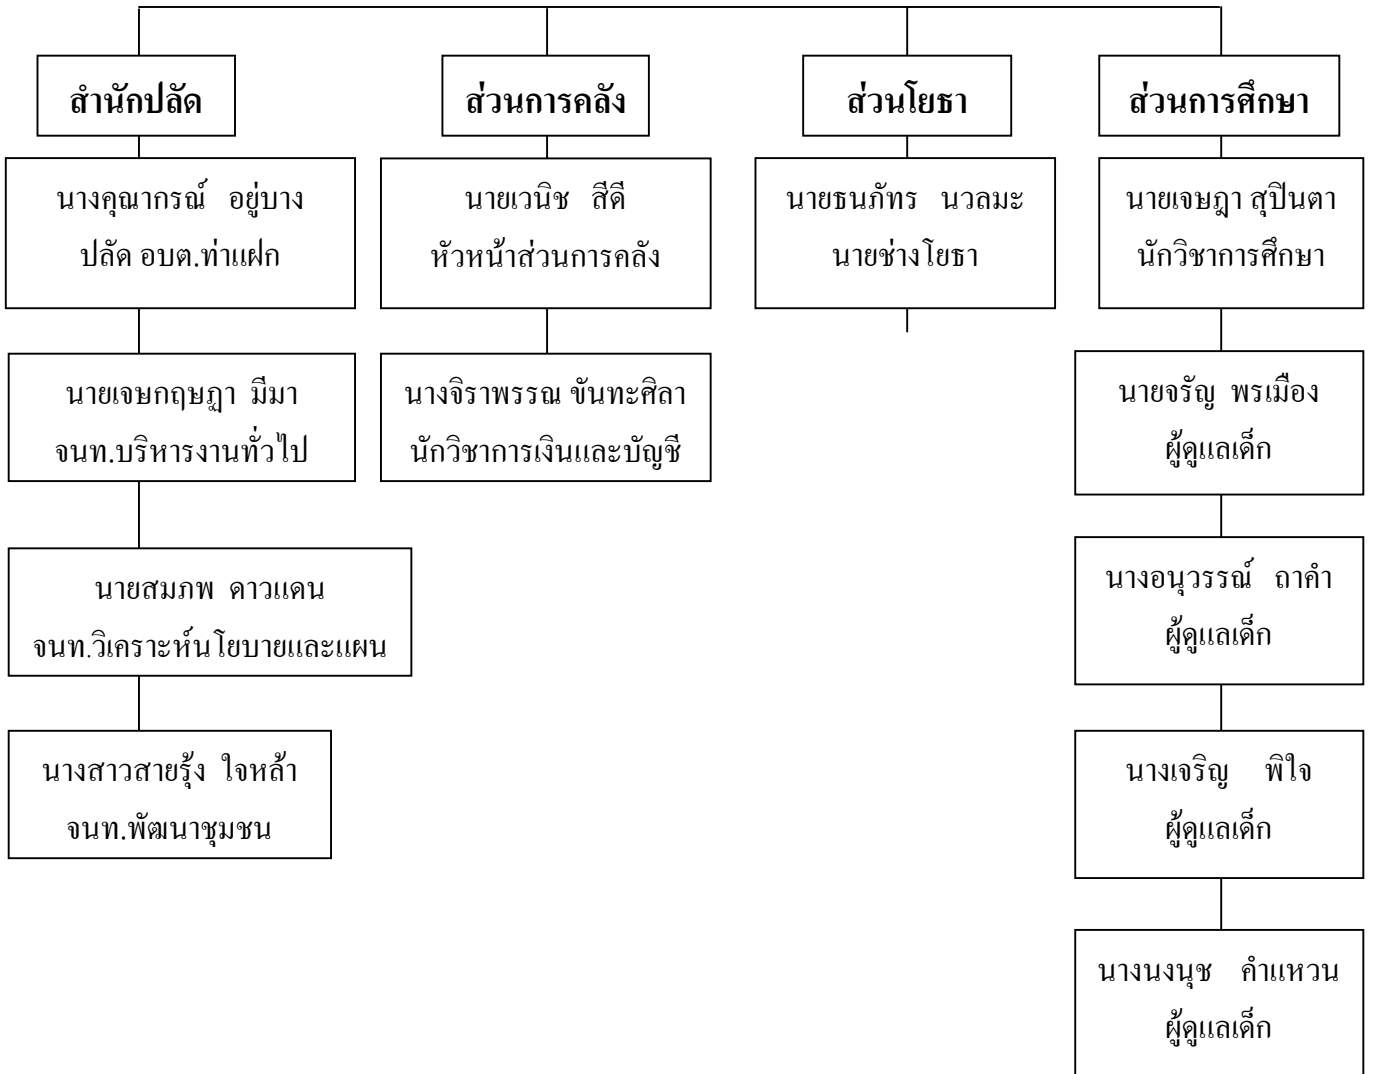 สำนักปลัด
ส่วนการคลัง
ส่วนโยธา
ส่วนการศึกษา
นางคุณากรณ์ อยู่บาง
ปลัด อบต.ท่าแฝก
นายเวนิช สีดี
หัวหน้าส่วนการคลัง
นายธนภัทร นวลมะ
นายช่างโยธา
นายเจษฎา สุปินตา
นักวิชาการศึกษา
นายเจษกฤษฏา มีมา
จนท.บริหารงานทั่วไป
นางจิราพรรณ ขันทะศิลา
นักวิชาการเงินและบัญชี
นายจรัญ พรเมือง
ผู้ดูแลเด็ก
นายสมภพ ดาวแดน
จนท.วิเคราะห์นโยบายและแผน
นางอนุวรรณ์ ถาคำ
ผู้ดูแลเด็ก
นางสาวสายรุ้ง ใจหล้า
จนท.พัฒนาชุมชน
นางเจริญ พิใจ
ผู้ดูแลเด็ก
นางนงนุช คำแหวน
ผู้ดูแลเด็ก